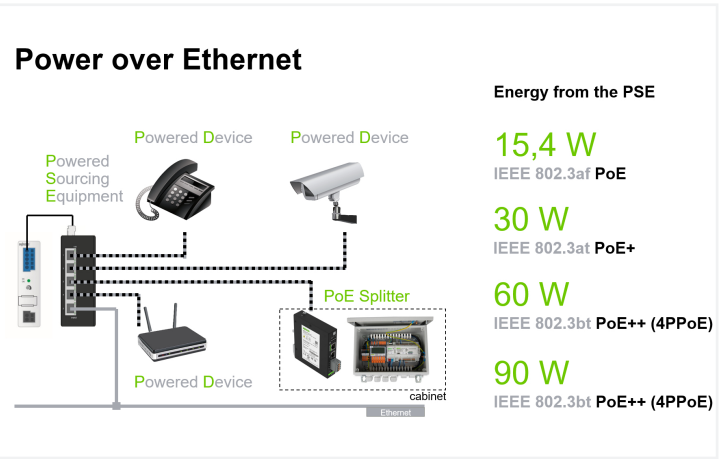 Power over Ethernet
Energy from the PSE
Powered Device
Powered Device
Powered
Sourcing
Equipment
15,4 W
IEEE 802.3af PoE
30 W
IEEE 802.3at PoE+
PoE Splitter
60 W
IEEE 802.3bt PoE++ (4PPoE)
Powered Device
90 W
IEEE 802.3bt PoE++ (4PPoE)
cabinet
Ethernet